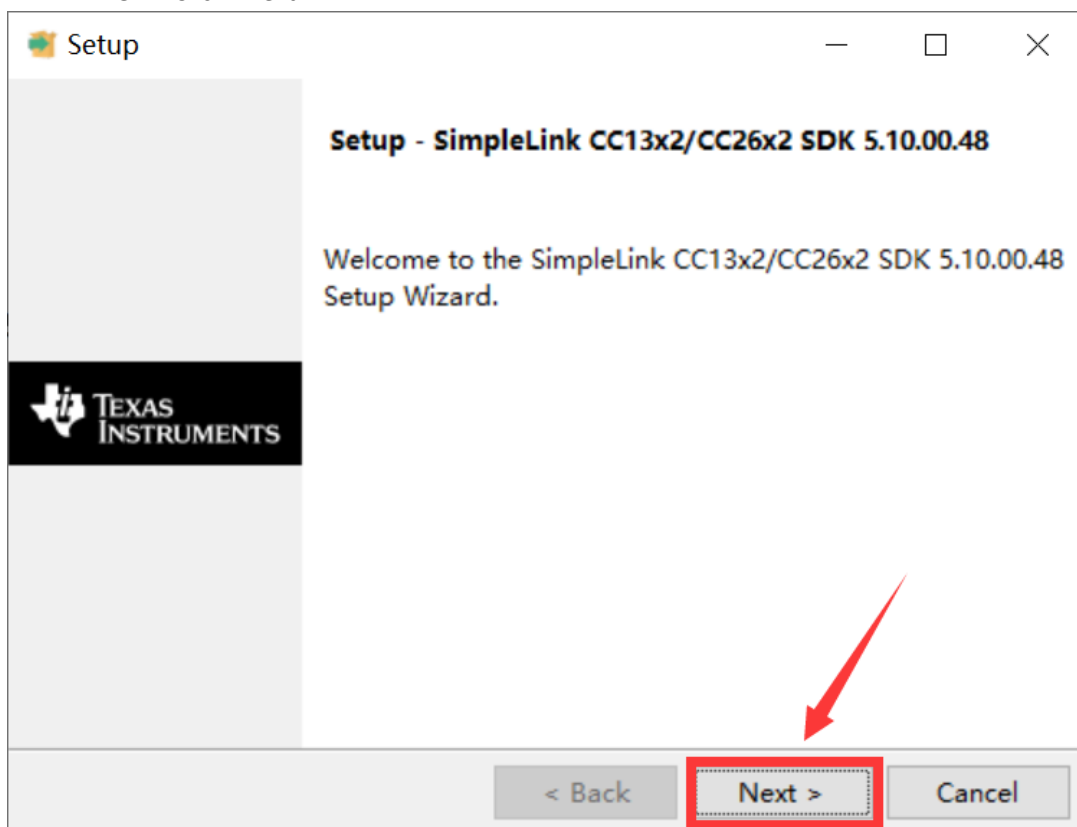 Setup
Setup - SimpleLink CC13x2/CC26x2 SDK 5.10.00.48
Welcome to the SimpleLink CC13x2/CC26x2 SDK 5.10.00.48
Setup Wizard.
TEXAS
INSTRUMENTS
< Back
Next >
Cancel